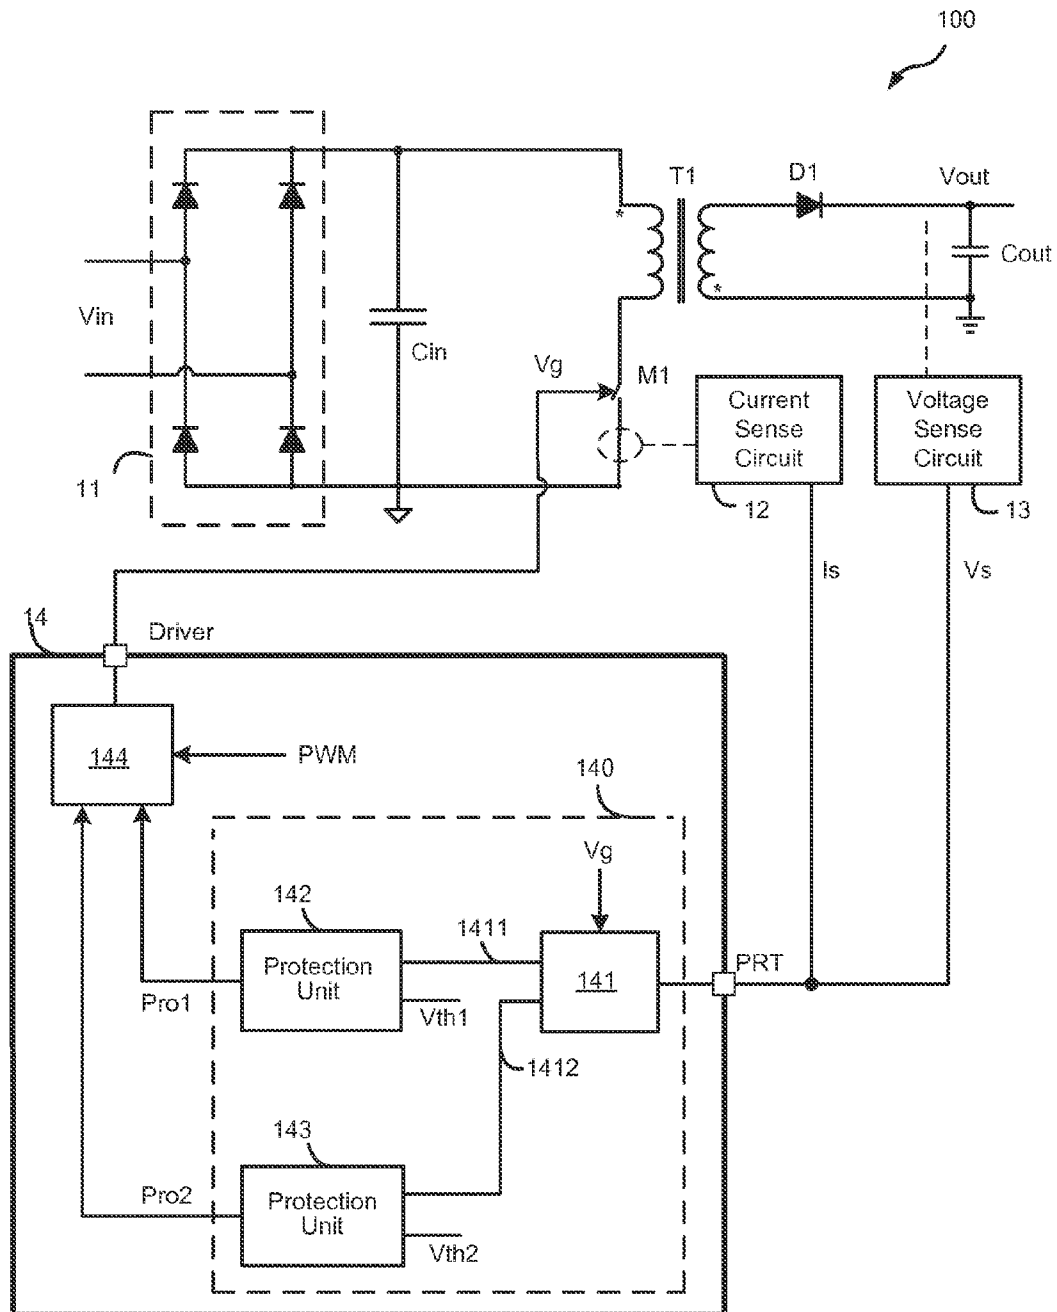 100
T1
D1
Vout
Cout
Vin
Cin
Vg
M1
Current
Sense
Circuit
Voltage
Sense
Circuit
11
12
13
Is
Vs
14
Driver
144
PWM
140
Vg
142
1411
Protection
Unit
141
PRT
Pro1
Vth1
1412
143
Pro2
Protection
Unit
Vth2